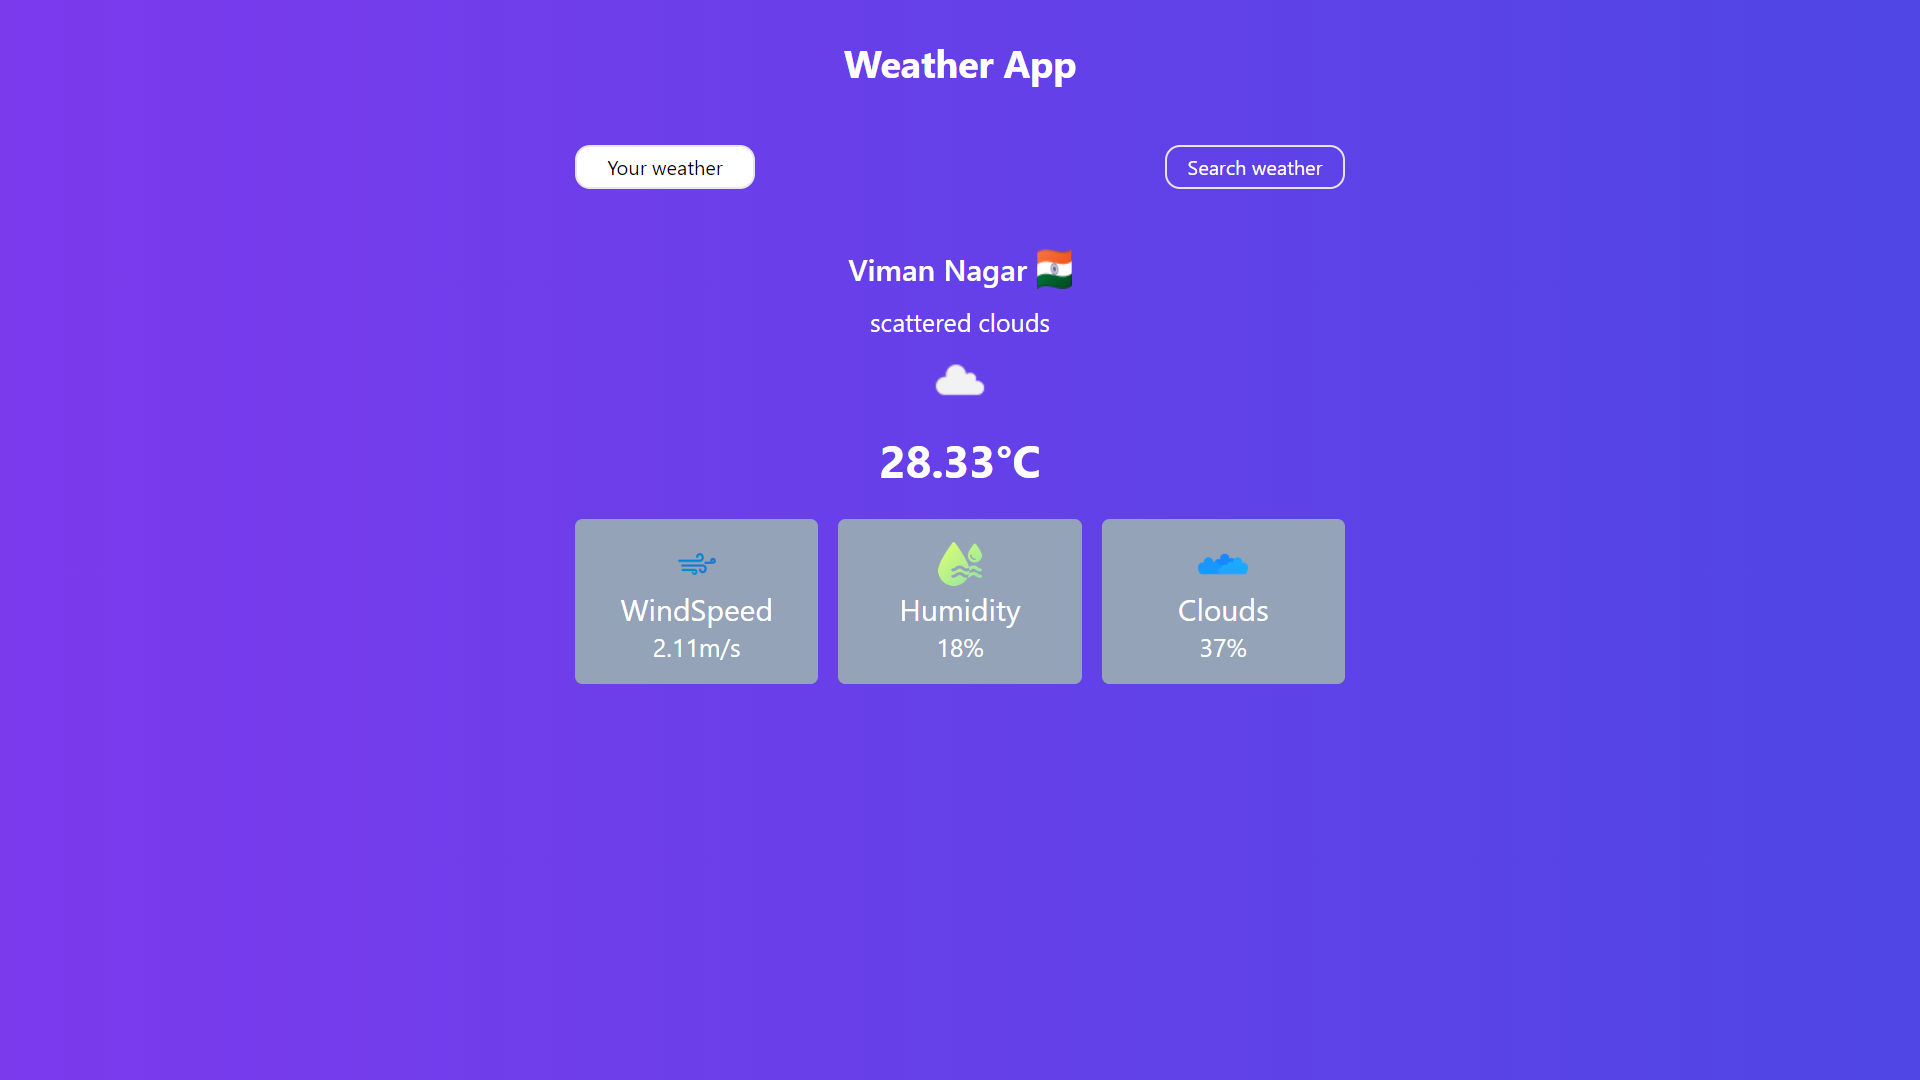 Weather App
Your weather
Search weather
Viman Nagar
scattered clouds
28.33°C
WindSpeed
2.11m/s
Humidity
18%
Clouds
37%